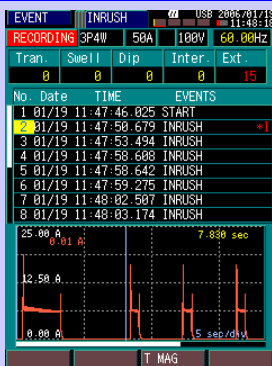 EVENT INRUSH USB 2006/01/19
11:48:18
RECORDING 3P4W 50A 100V 60.00Hz
Tran. Swell Dip Inter. Ext.
0 0 0 0 15
No. Date TIME EVENTS
1 01/19 11:47:46.025 START
2 01/19 11:47:50.679 INRUSH *I
3 01/19 11:47:53.494 INRUSH
4 01/19 11:47:58.608 INRUSH
5 01/19 11:47:58.642 INRUSH
6 01/19 11:47:59.275 INRUSH
7 01/19 11:48:02.507 INRUSH
8 01/19 11:48:03.174 INRUSH
25.00 A 7.830 sec
0.01 A
12.50 A
0.00 A 5 sec/div
T MAG